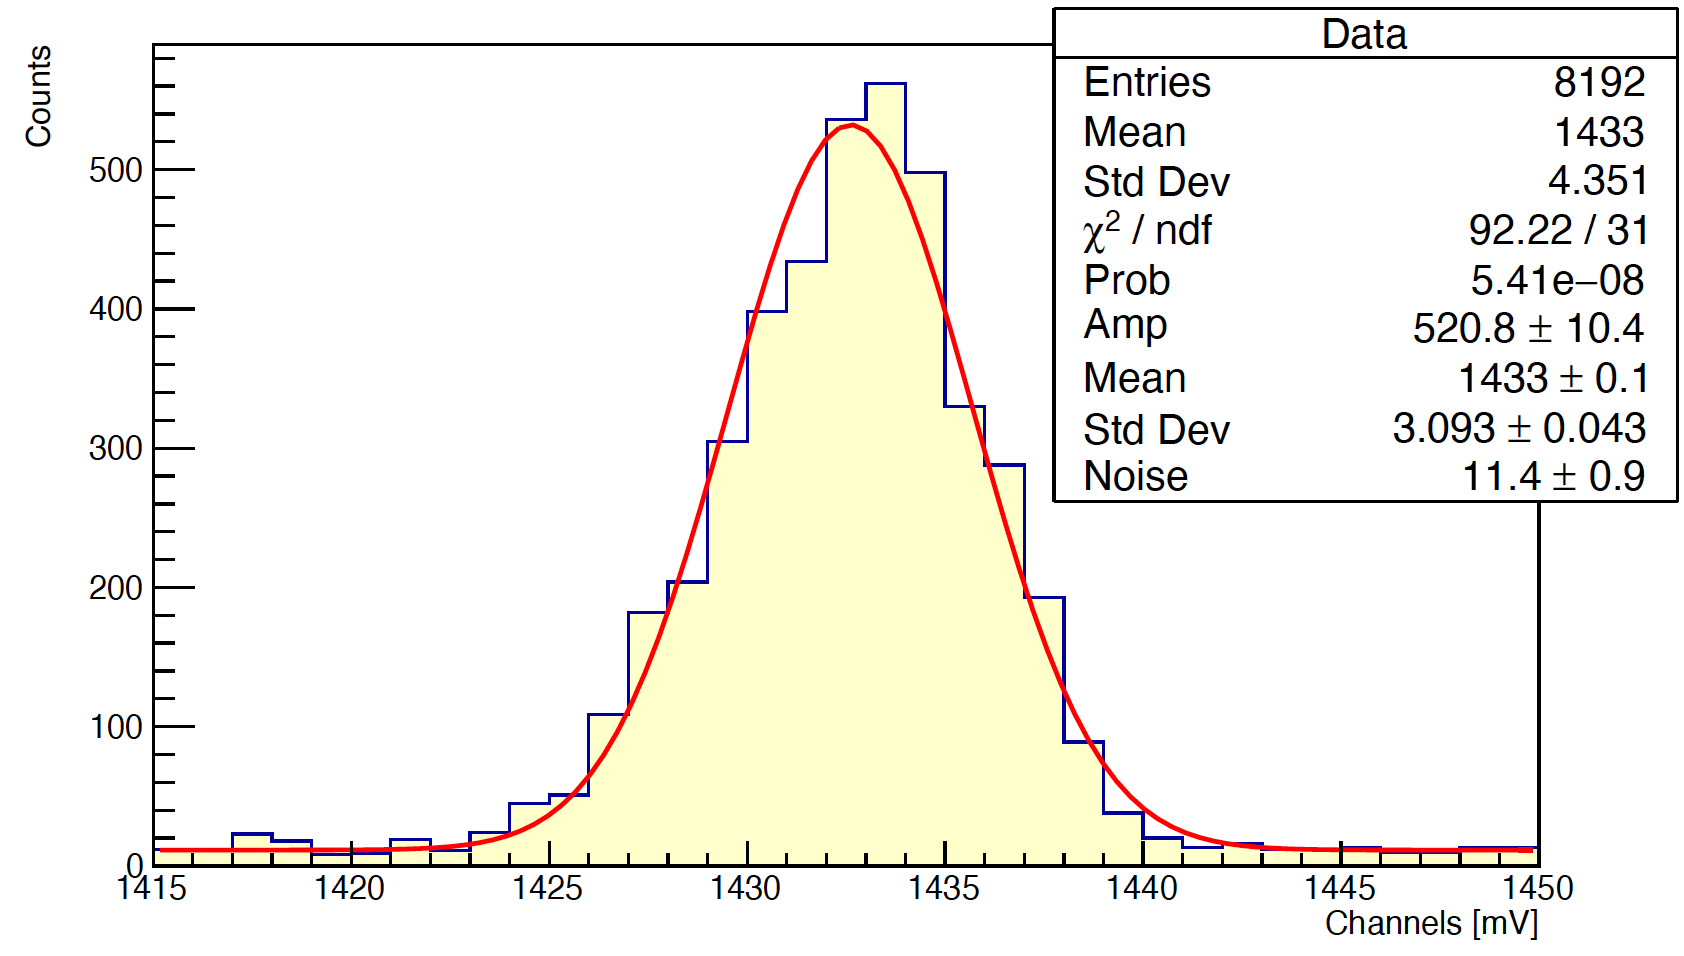 Data
Entries 8192
Mean 1433
Std Dev 4.351
χ² / ndf 92.22 / 31
Prob 5.41e−08
Amp 520.8 ± 10.4
Mean 1433 ± 0.1
Std Dev 3.093 ± 0.043
Noise 11.4 ± 0.9
Counts
500
400
300
200
100
0
1415 1420 1425 1430 1435 1440 1445 1450
Channels [mV]